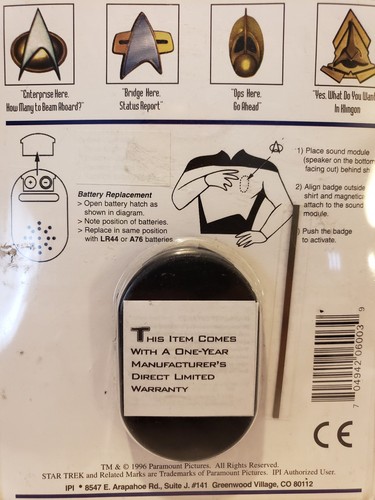 "Enterprise Here.
How Many to Beam Aboard?"
"Bridge Here.
Status Report"
"Ops Here.
Go Ahead"
"Yes, What Do You Want
In Klingon
Battery Replacement
> Open battery hatch as
shown in diagram.
> Note position of batteries.
> Replace in same position
with LR44 or A76 batteries
1) Place sound module
(speaker on the bottom
facing out) behind
2) Align badge outside
shirt and magnetic
attach to the sound
module.
Push the badge
to activate.
THIS ITEM COMES
WITH A ONE-YEAR
MANUFACTURER'S
DIRECT LIMITED
WARRANTY
7 04942 06003 9
CE
TM & © 1996 Paramount Pictures. All Rights Reserved.
STAR TREK and Related Marks are Trademarks of Paramount Pictures. IPI Authorized User.
IPI * 8547 E. Arapahoe Rd., Suite J. #141 Greenwood Village, CO 80112